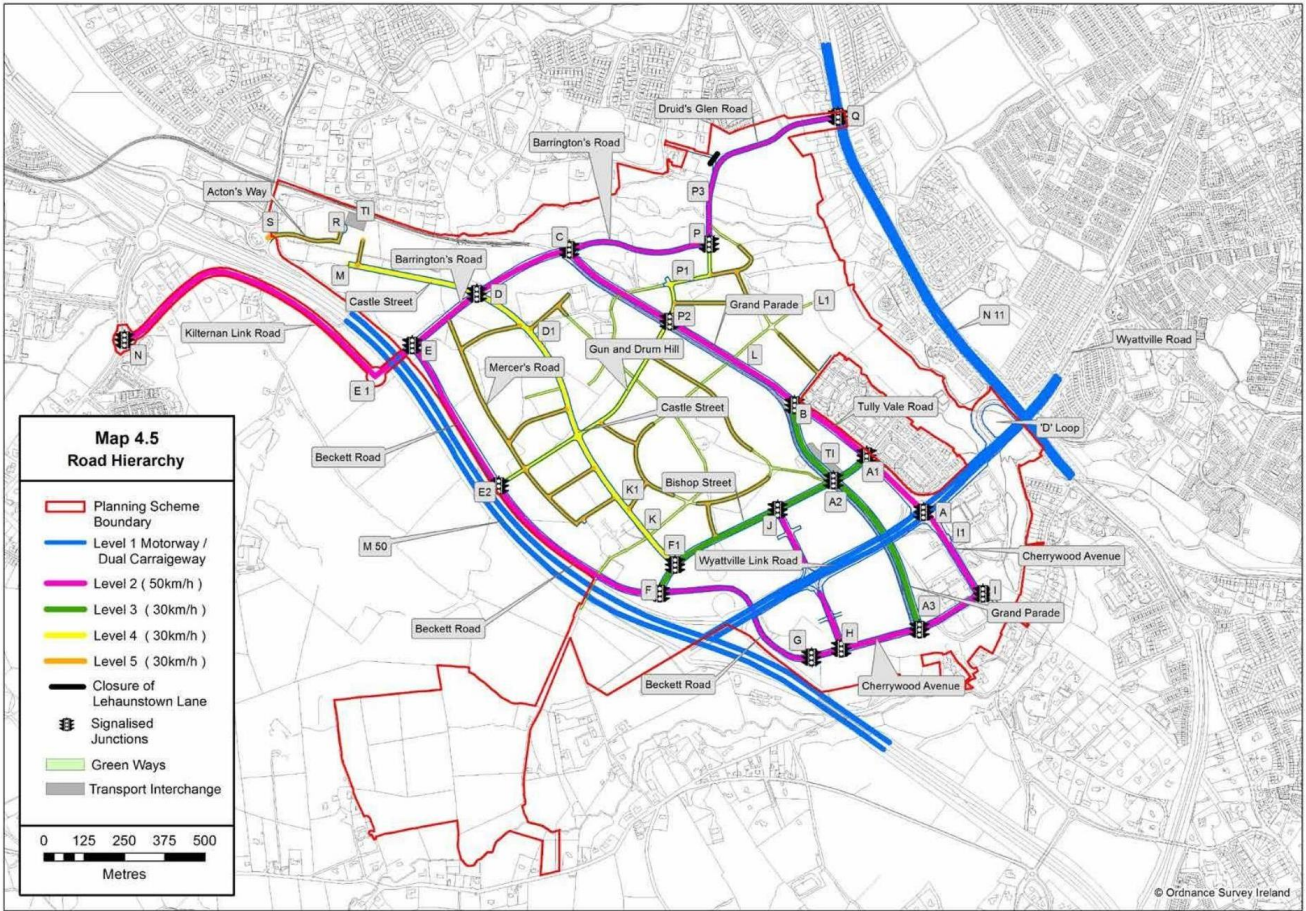 Druid's Glen Road
Q
Barrington's Road
P3
Acton's Way
S
R
TI
C
P
Barrington's Road
M
D
P1
Castle Street
Grand Parade
L1
N 11
Kilternan Link Road
D1
P2
Wyattville Road
N
E
Gun and Drum Hill
L
Mercer's Road
E 1
Castle Street
B
Tully Vale Road
'D' Loop
Beckett Road
TI
A1
E2
K1
Bishop Street
A2
K
J
A
I1
M 50
F1
Wyattville Link Road
Cherrywood Avenue
F
I
A3
Grand Parade
Beckett Road
G
H
Beckett Road
Cherrywood Avenue
Map 4.5
Road Hierarchy
Planning Scheme
Boundary
Level 1 Motorway /
Dual Carraigeway
Level 2 ( 50km/h )
Level 3 ( 30km/h )
Level 4 ( 30km/h )
Level 5 ( 30km/h )
Closure of
Lehaunstown Lane
Signalised
Junctions
Green Ways
Transport Interchange
0 125 250 375 500
Metres
© Ordnance Survey Ireland